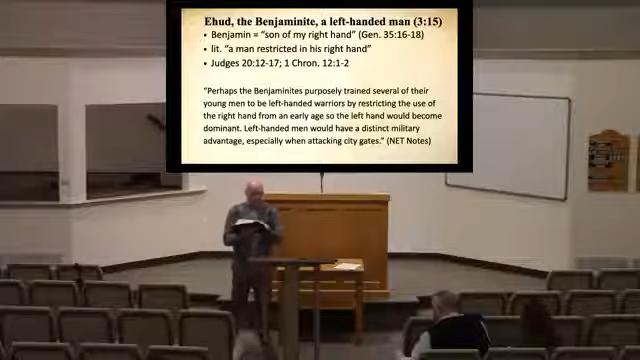 Ehud, the Benjaminite, a left-handed man (3:15)
• Benjamin = "son of my right hand" (Gen. 35:16-18)
• lit. "a man restricted in his right hand"
• Judges 20:12-17; 1 Chron. 12:1-2
"Perhaps the Benjaminites purposely trained several of their
young men to be left-handed warriors by restricting the use of
the right hand from an early age so the left hand would become
dominant. Left-handed men would have a distinct military
advantage, especially when attacking city gates." (NET Notes)